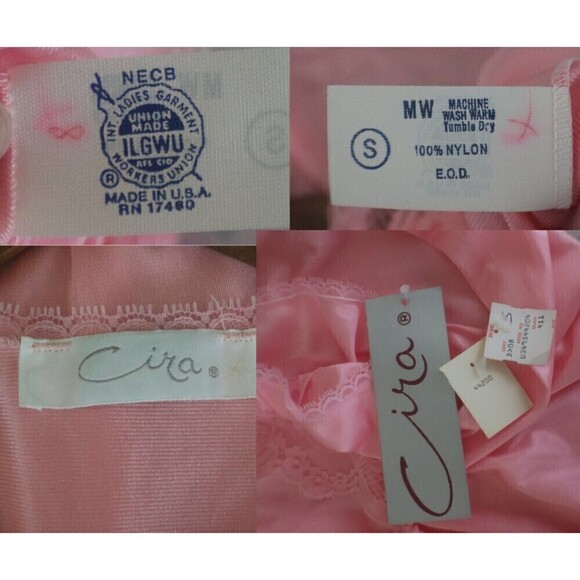 NECB
INT. LADIES GARMENT
UNION
MADE
ILGWU
AFL CIO
WORKERS UNION
®
MADE IN U.S.A.
RN 17480
S
MW
MACHINE
WASH WARM
Tumble Dry
100% NYLON
E.O.D.
Cira ®
Cira ®
S